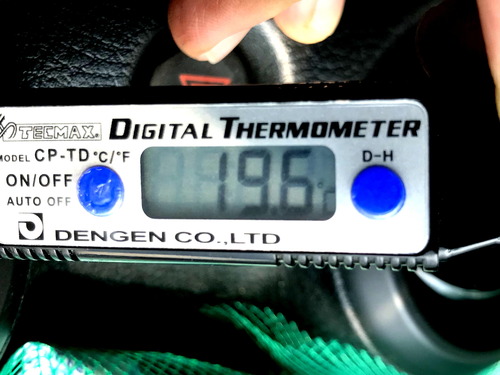 TECMAX DIGITAL THERMOMETER
MODEL CP-TD °C/°F
D-H
ON/OFF
19.6°C
AUTO OFF
DENGEN CO.,LTD